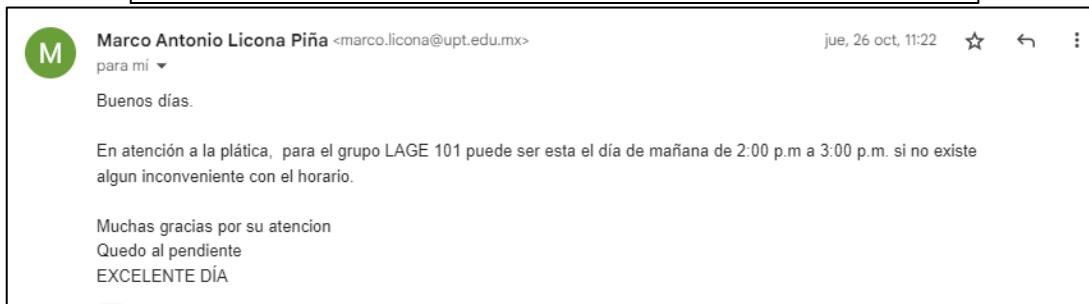 M
Marco Antonio Licona Piña <marco.licona@upt.edu.mx> jue, 26 oct, 11:22
para mí
Buenos días.
En atención a la plática,  para el grupo LAGE 101 puede ser esta el día de mañana de 2:00 p.m a 3:00 p.m. si no existe
algun inconveniente con el horario.
Muchas gracias por su atencion
Quedo al pendiente
EXCELENTE DÍA